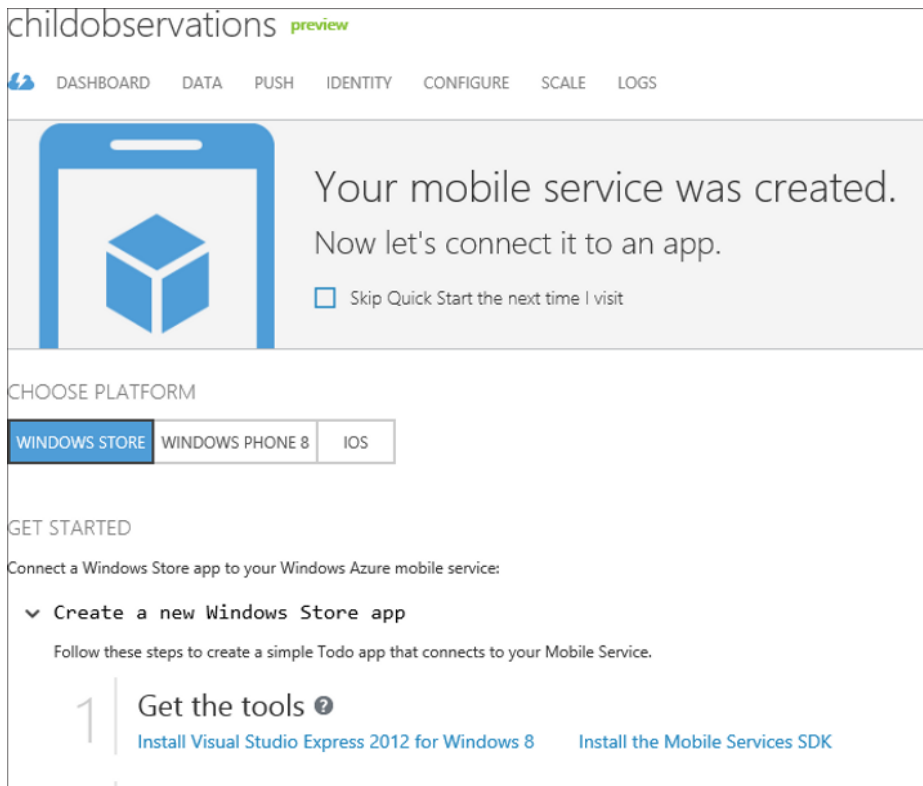 childobservations preview
DASHBOARD DATA PUSH IDENTITY CONFIGURE SCALE LOGS
Your mobile service was created.
Now let's connect it to an app.
Skip Quick Start the next time I visit
CHOOSE PLATFORM
WINDOWS STORE WINDOWS PHONE 8 IOS
GET STARTED
Connect a Windows Store app to your Windows Azure mobile service:
Create a new Windows Store app
Follow these steps to create a simple Todo app that connects to your Mobile Service.
1 Get the tools ?
Install Visual Studio Express 2012 for Windows 8 Install the Mobile Services SDK